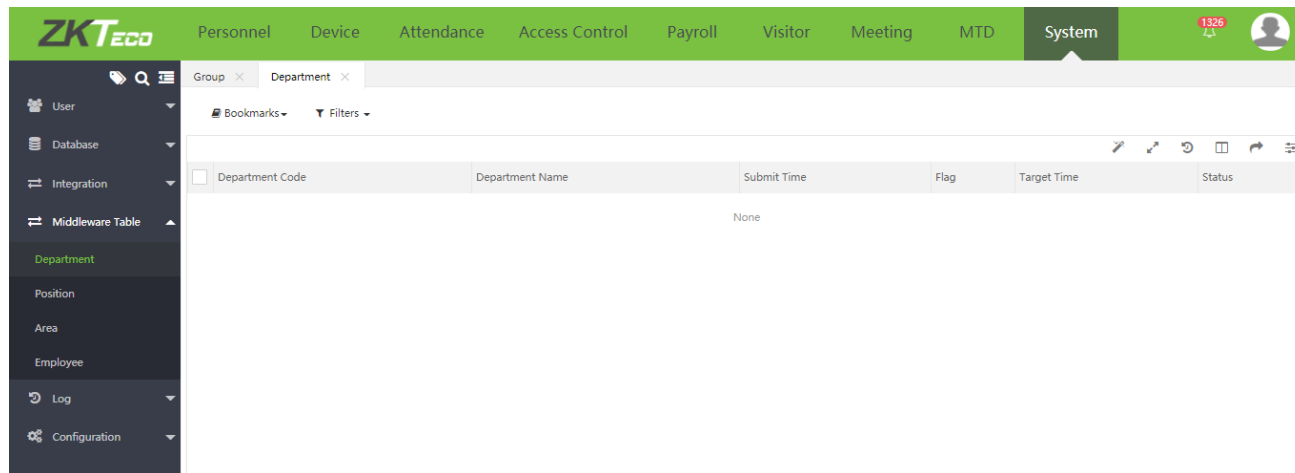 ZKTECO Personnel Device Attendance Access Control Payroll Visitor Meeting MTD System 1326
Group Department
User
Bookmarks Filters
Database
Department Code Department Name Submit Time Flag Target Time Status
Integration
None
Middleware Table
Department
Position
Area
Employee
Log
Configuration